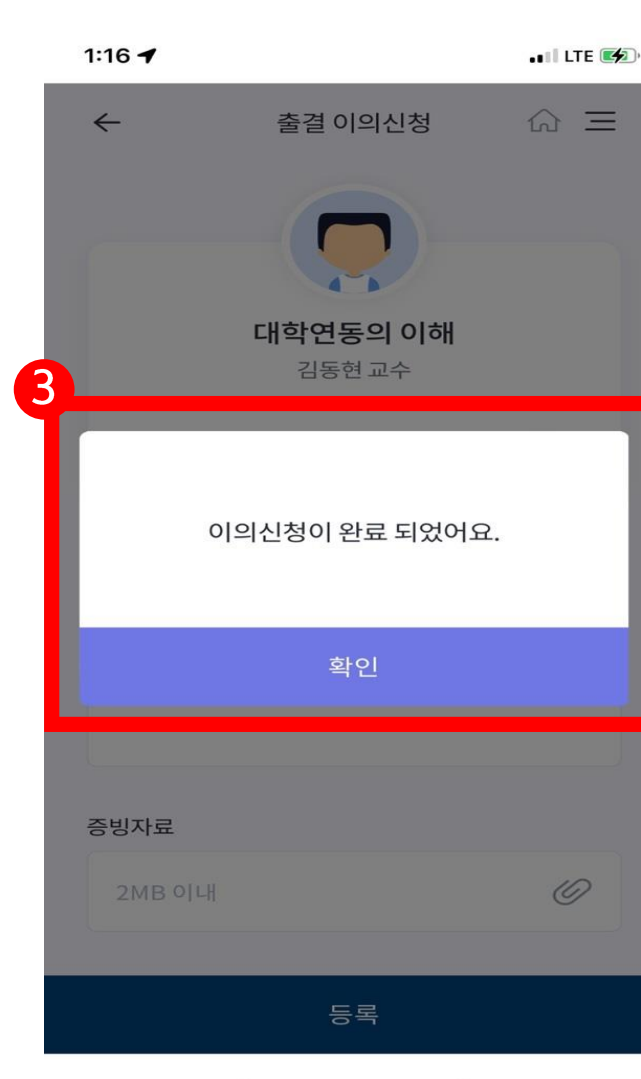 1:16
LTE
출결 이의신청
대학연동의 이해
김동현 교수
3
이의신청이 완료 되었어요.
확인
증빙자료
2MB 이내
등록